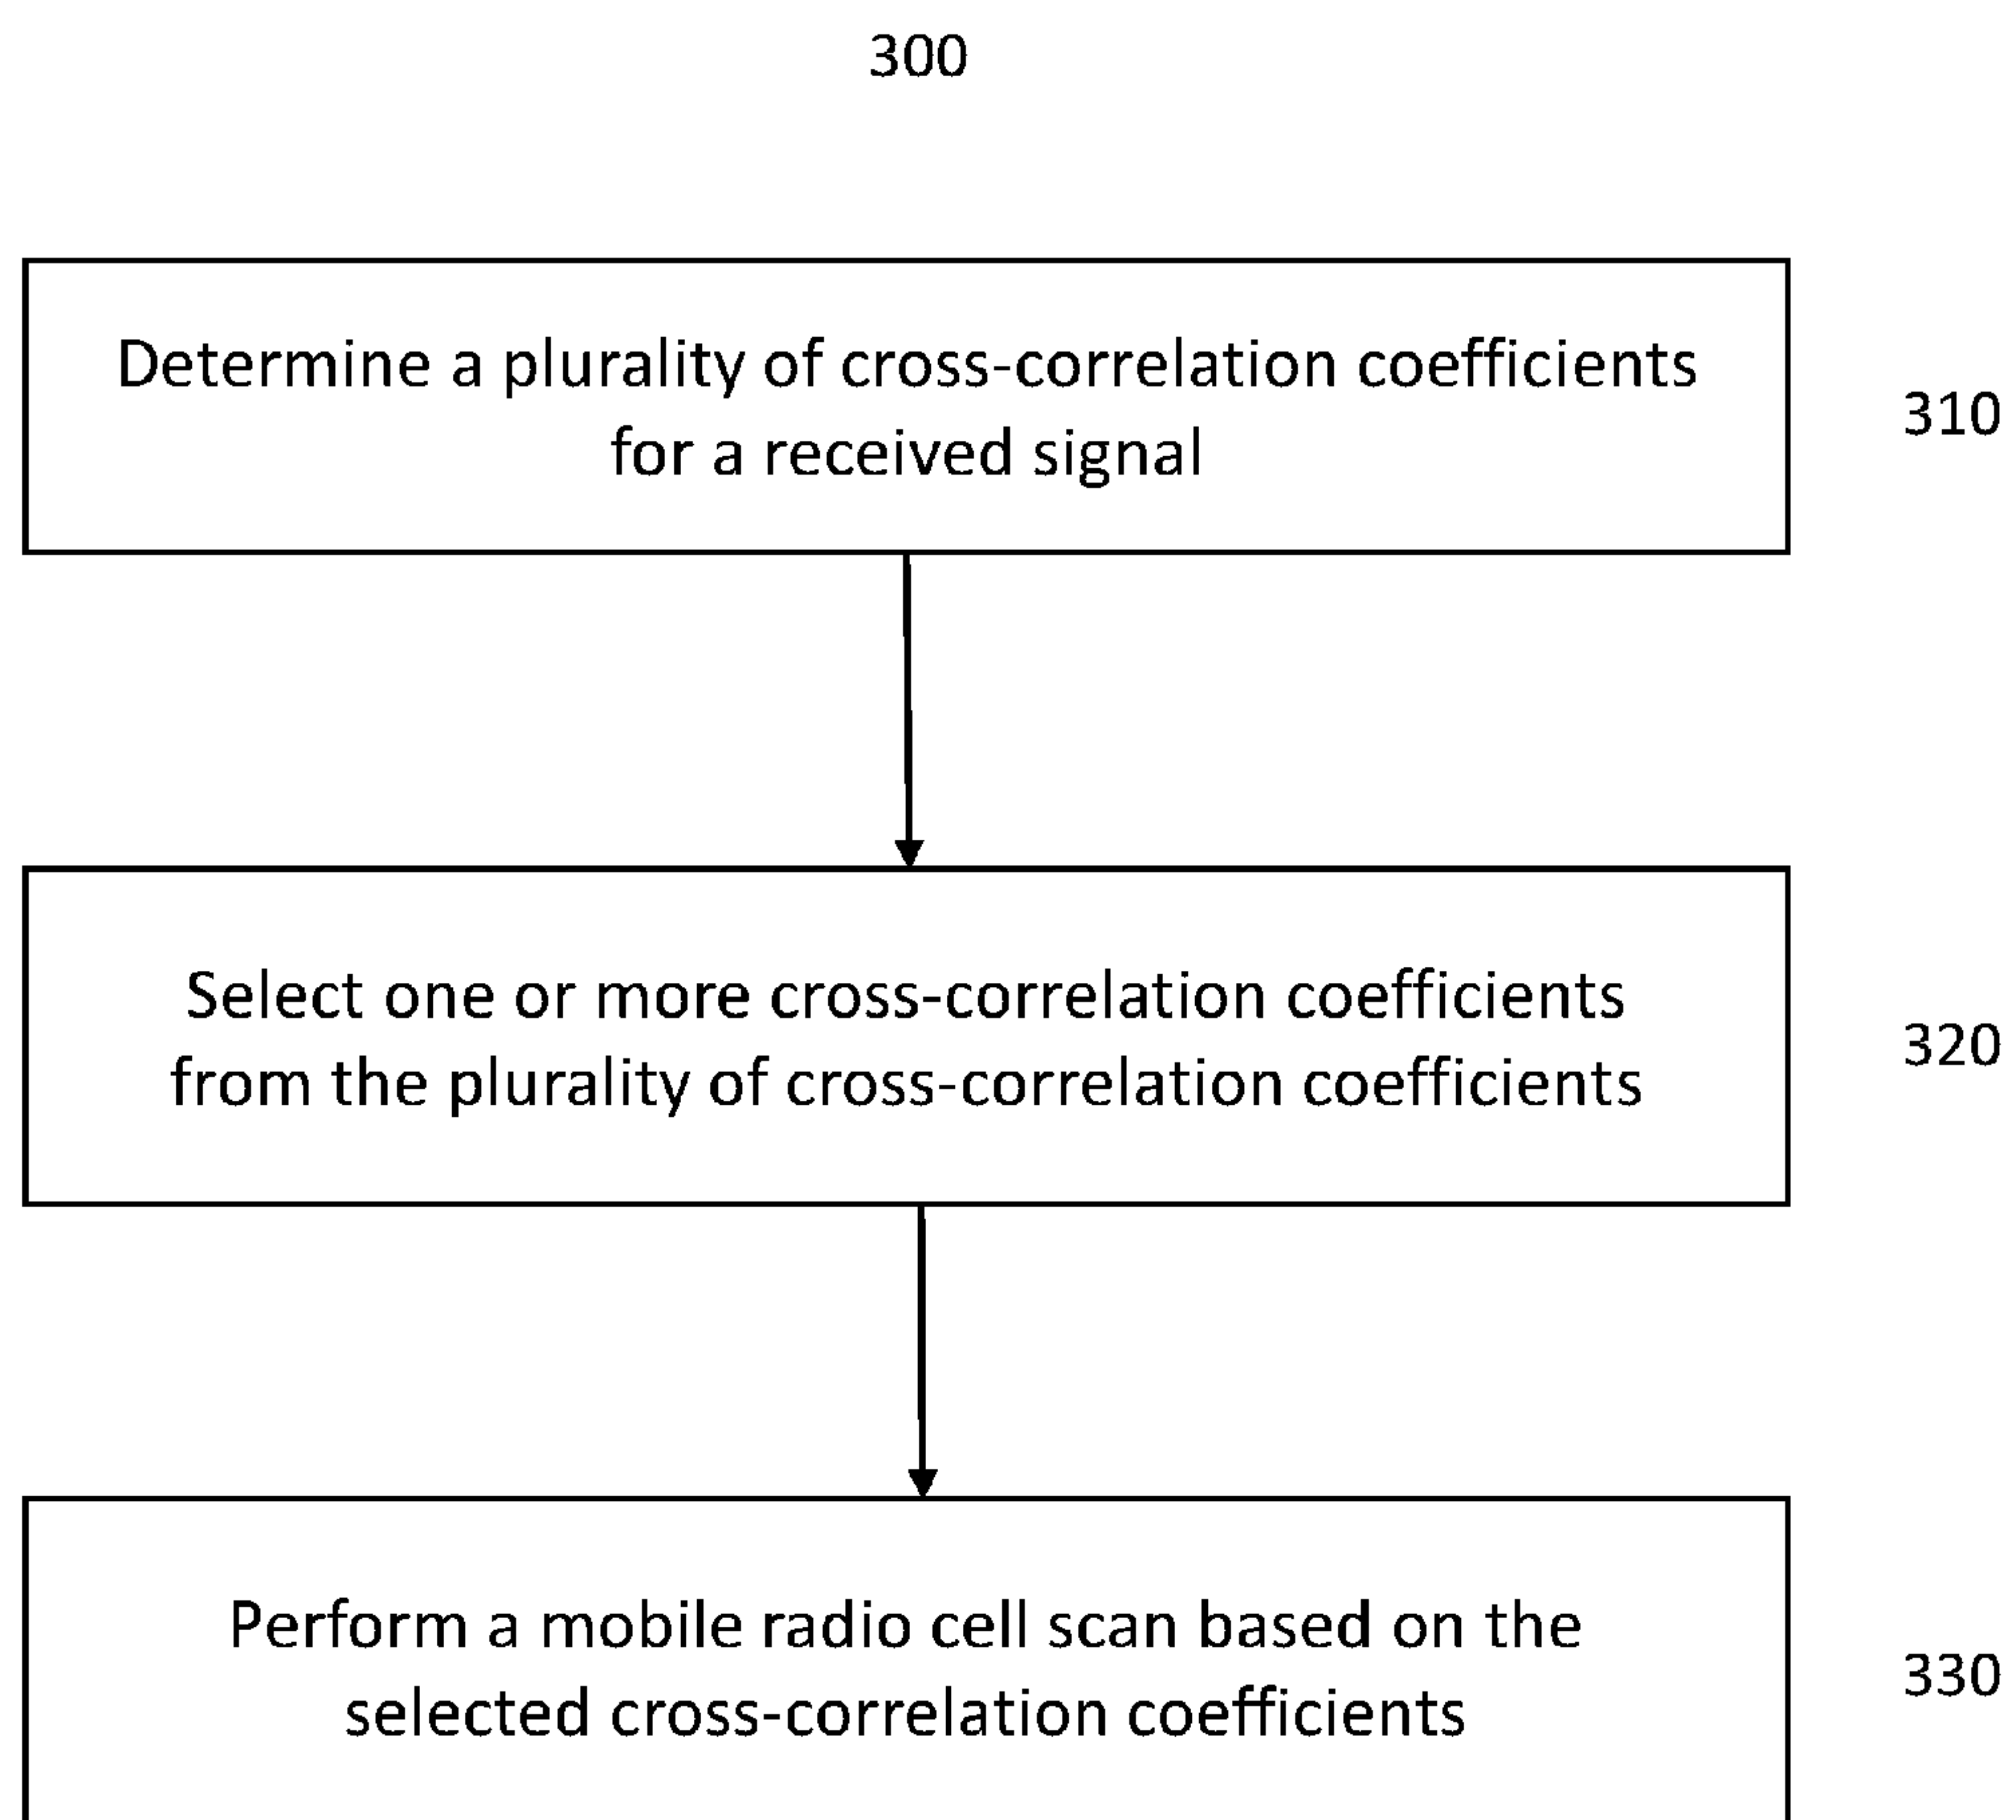 300
Determine a plurality of cross-correlation coefficients
for a received signal
310
Select one or more cross-correlation coefficients
from the plurality of cross-correlation coefficients
320
Perform a mobile radio cell scan based on the
selected cross-correlation coefficients
330